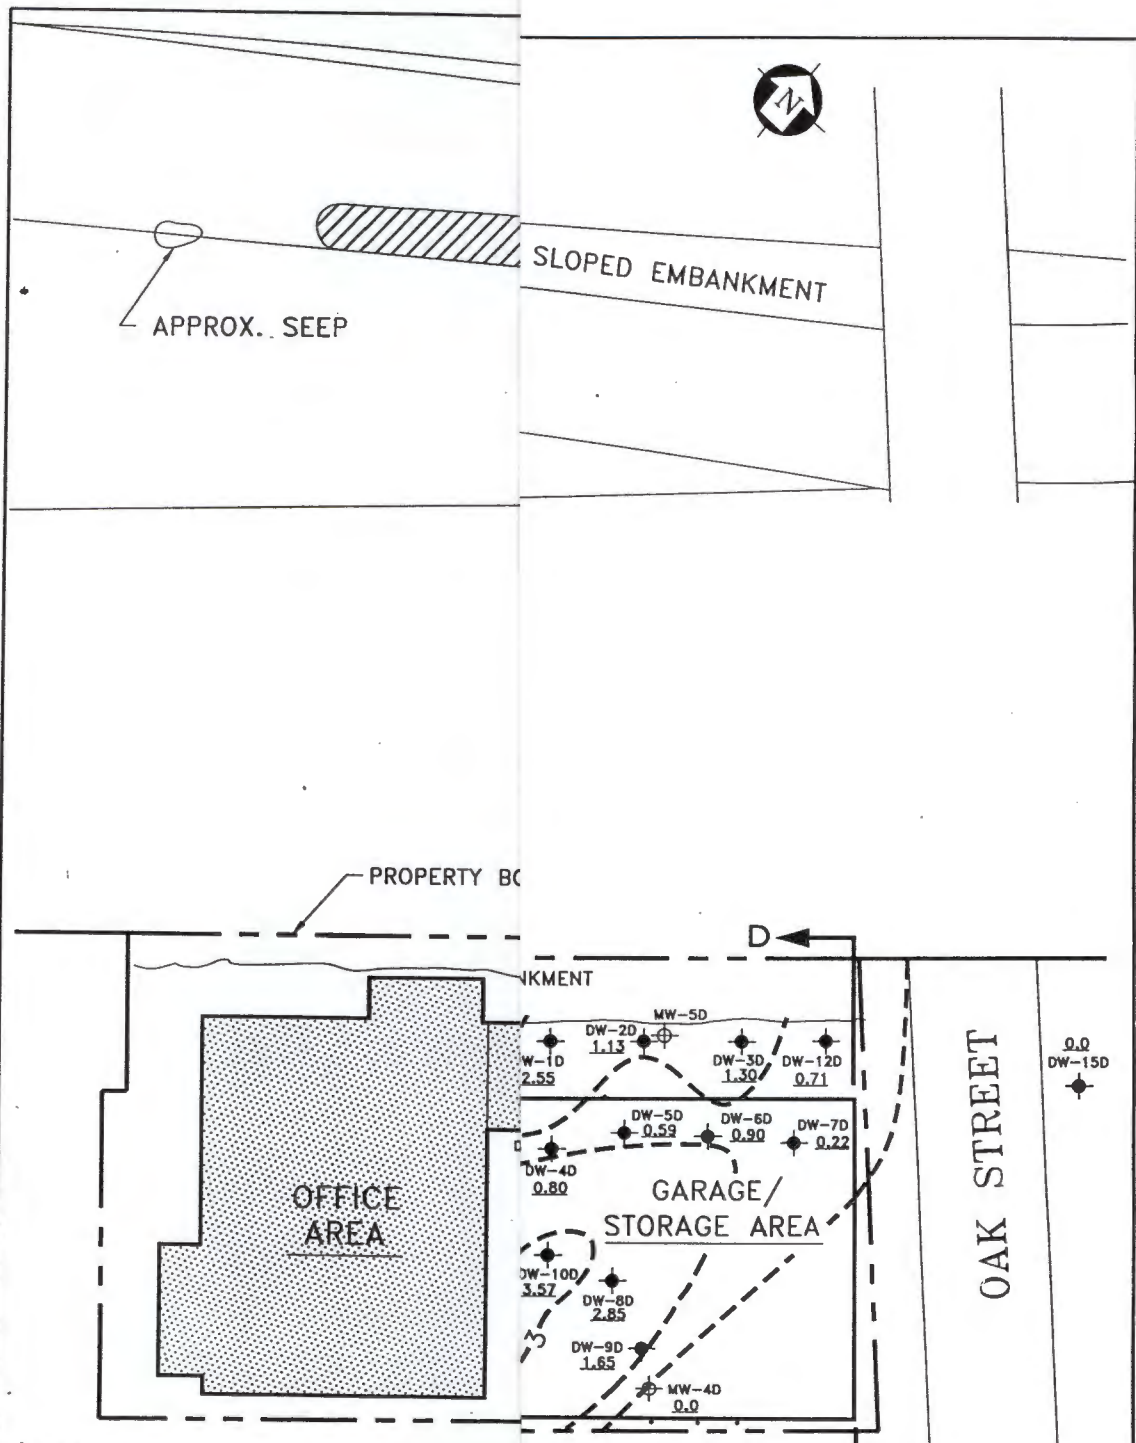 N
SLOPED EMBANKMENT
APPROX. SEEP
PROPERTY BO
D
NKMENT
MW-5D
DW-2D
1.13
W-1D
2.55
DW-3D
1.30
DW-12D
0.71
0.0
DW-15D
DW-5D
0.59
DW-6D
0.90
DW-7D
0.22
DW-4D
0.80
OFFICE
AREA
GARAGE/
STORAGE AREA
OAK STREET
DW-10D
3.57
DW-8D
2.85
3
DW-9D
1.65
MW-4D
0.0